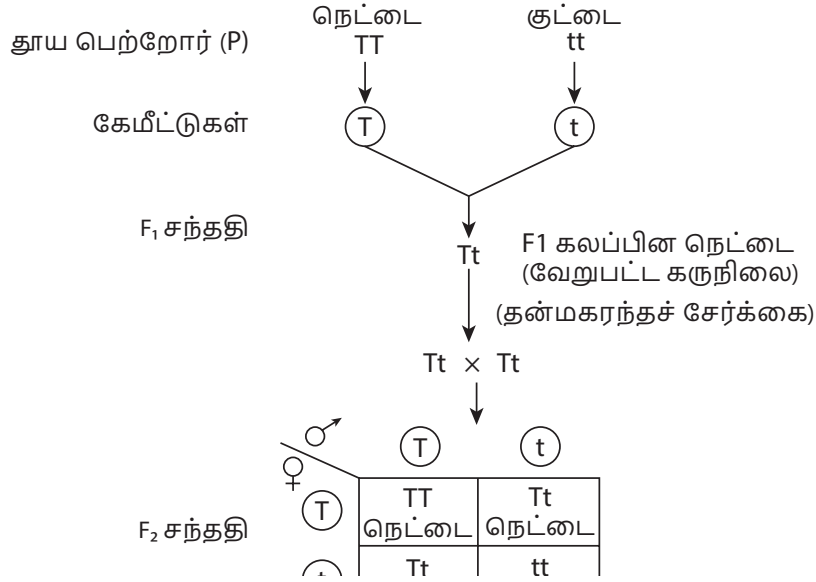 நெட்டை குட்டை
தூய பெற்றோர் (P) TT tt
கேமீட்டுகள் T t
F₁ சந்ததி
Tt F1 கலப்பின நெட்டை
(வேறுபட்ட கருநிலை)
(தன்மகரந்தச் சேர்க்கை)
Tt × Tt
♂ T t
♀
T TT Tt
F₂ சந்ததி நெட்டை நெட்டை
t Tt tt